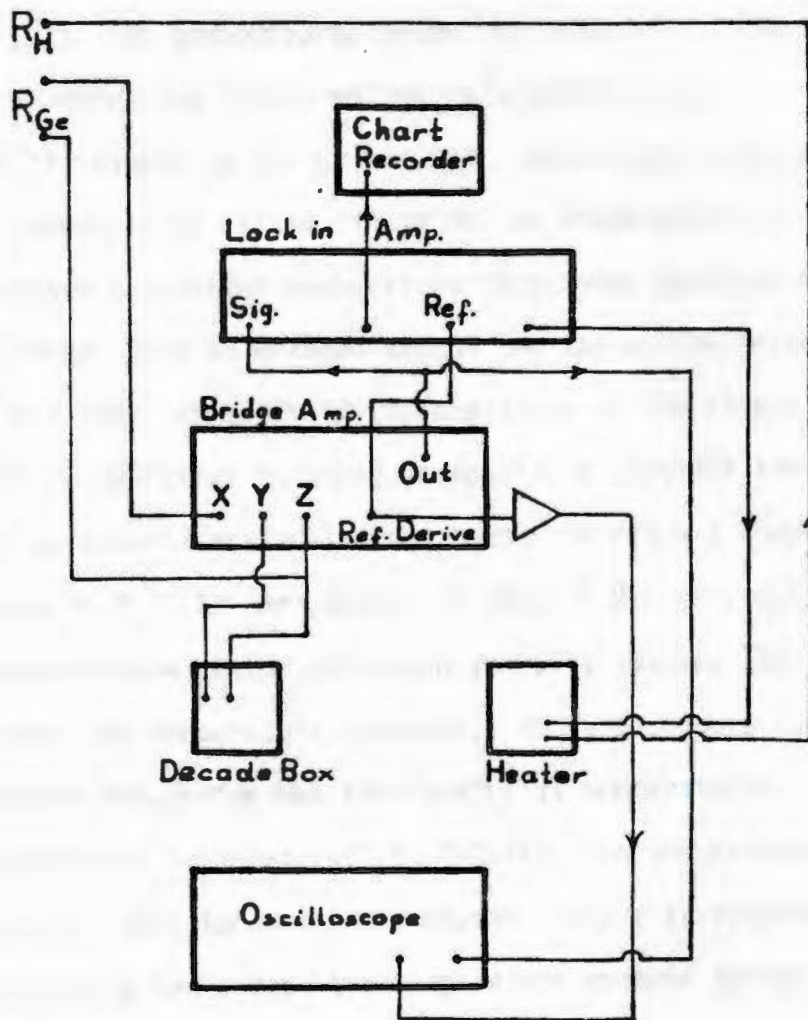 R_H
R_Ge
Chart
Recorder
Lock in Amp.
Sig. Ref.
Bridge Amp.
Out
X Y Z
Ref. Derive
Decade Box
Heater
Oscilloscope